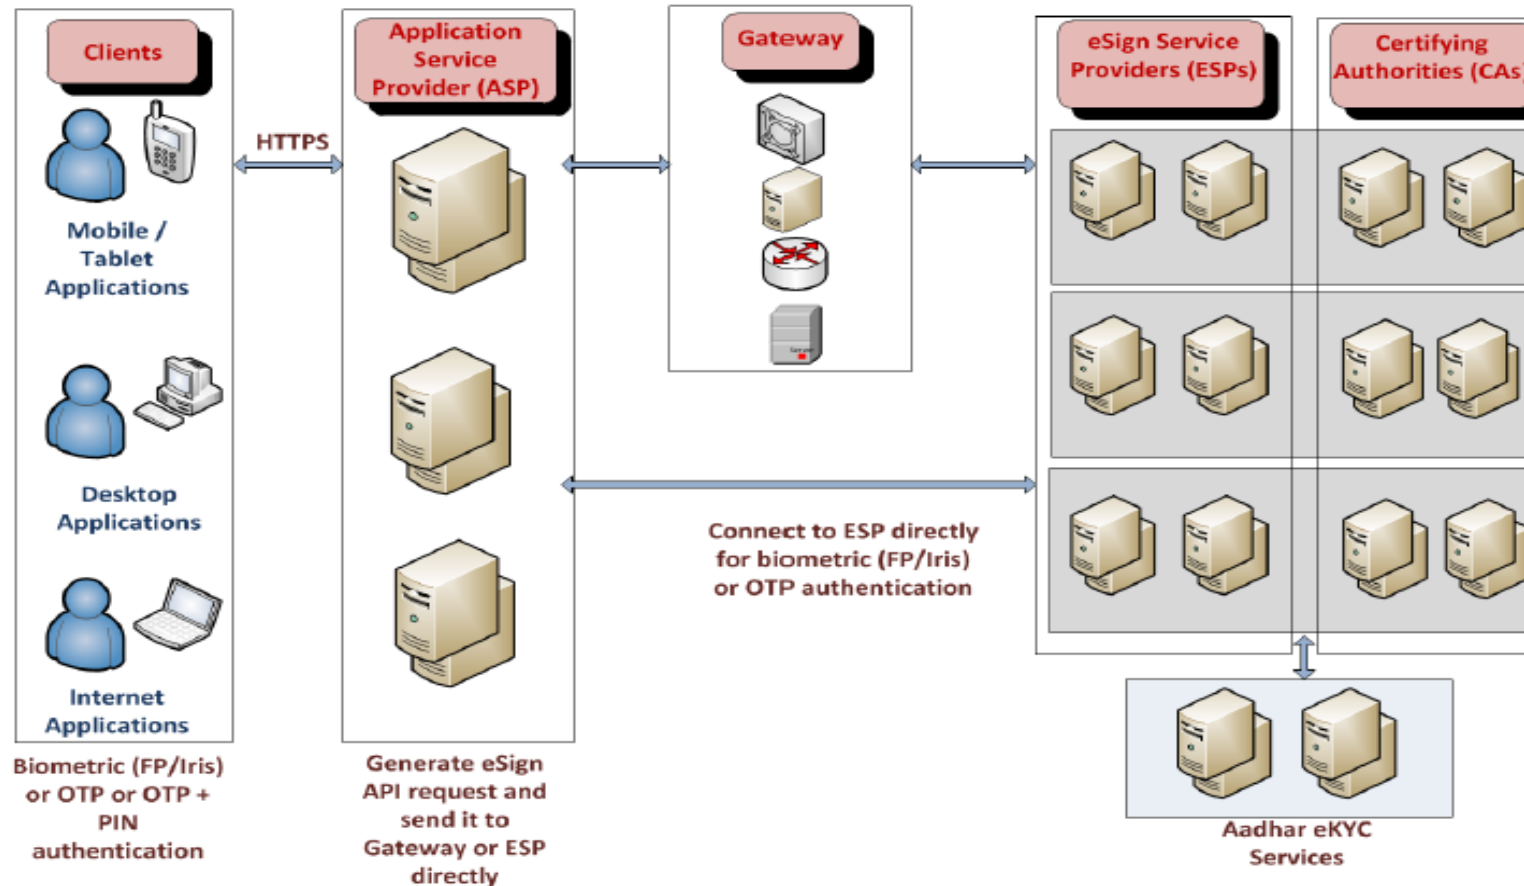 Clients
Application
Service
Provider (ASP)
Gateway
eSign Service
Providers (ESPs)
Certifying
Authorities (CAs)
HTTPS
Mobile /
Tablet
Applications
Desktop
Applications
Internet
Applications
Connect to ESP directly
for biometric (FP/Iris)
or OTP authentication
Biometric (FP/Iris)
or OTP or OTP +
PIN
authentication
Generate eSign
API request and
send it to
Gateway or ESP
directly
Aadhar eKYC
Services